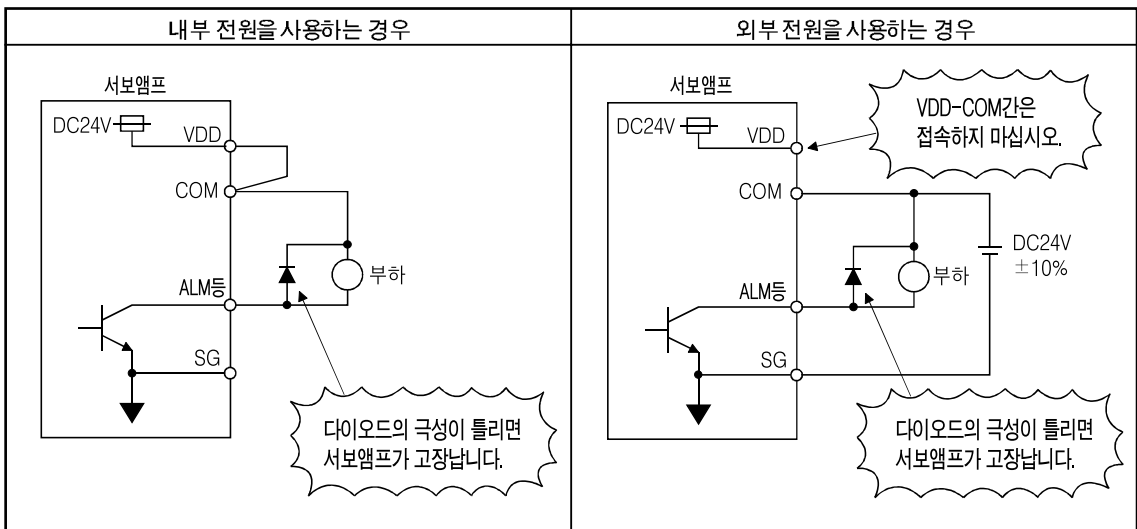 내부 전원을 사용하는 경우
서보앰프
DC24V
VDD
COM
부하
ALM등
SG
다이오드의 극성이 틀리면
서보앰프가 고장납니다.
외부 전원을 사용하는 경우
서보앰프
VDD-COM간은
접속하지 마십시오.
DC24V
VDD
COM
DC24V
±10%
부하
ALM등
SG
다이오드의 극성이 틀리면
서보앰프가 고장납니다.